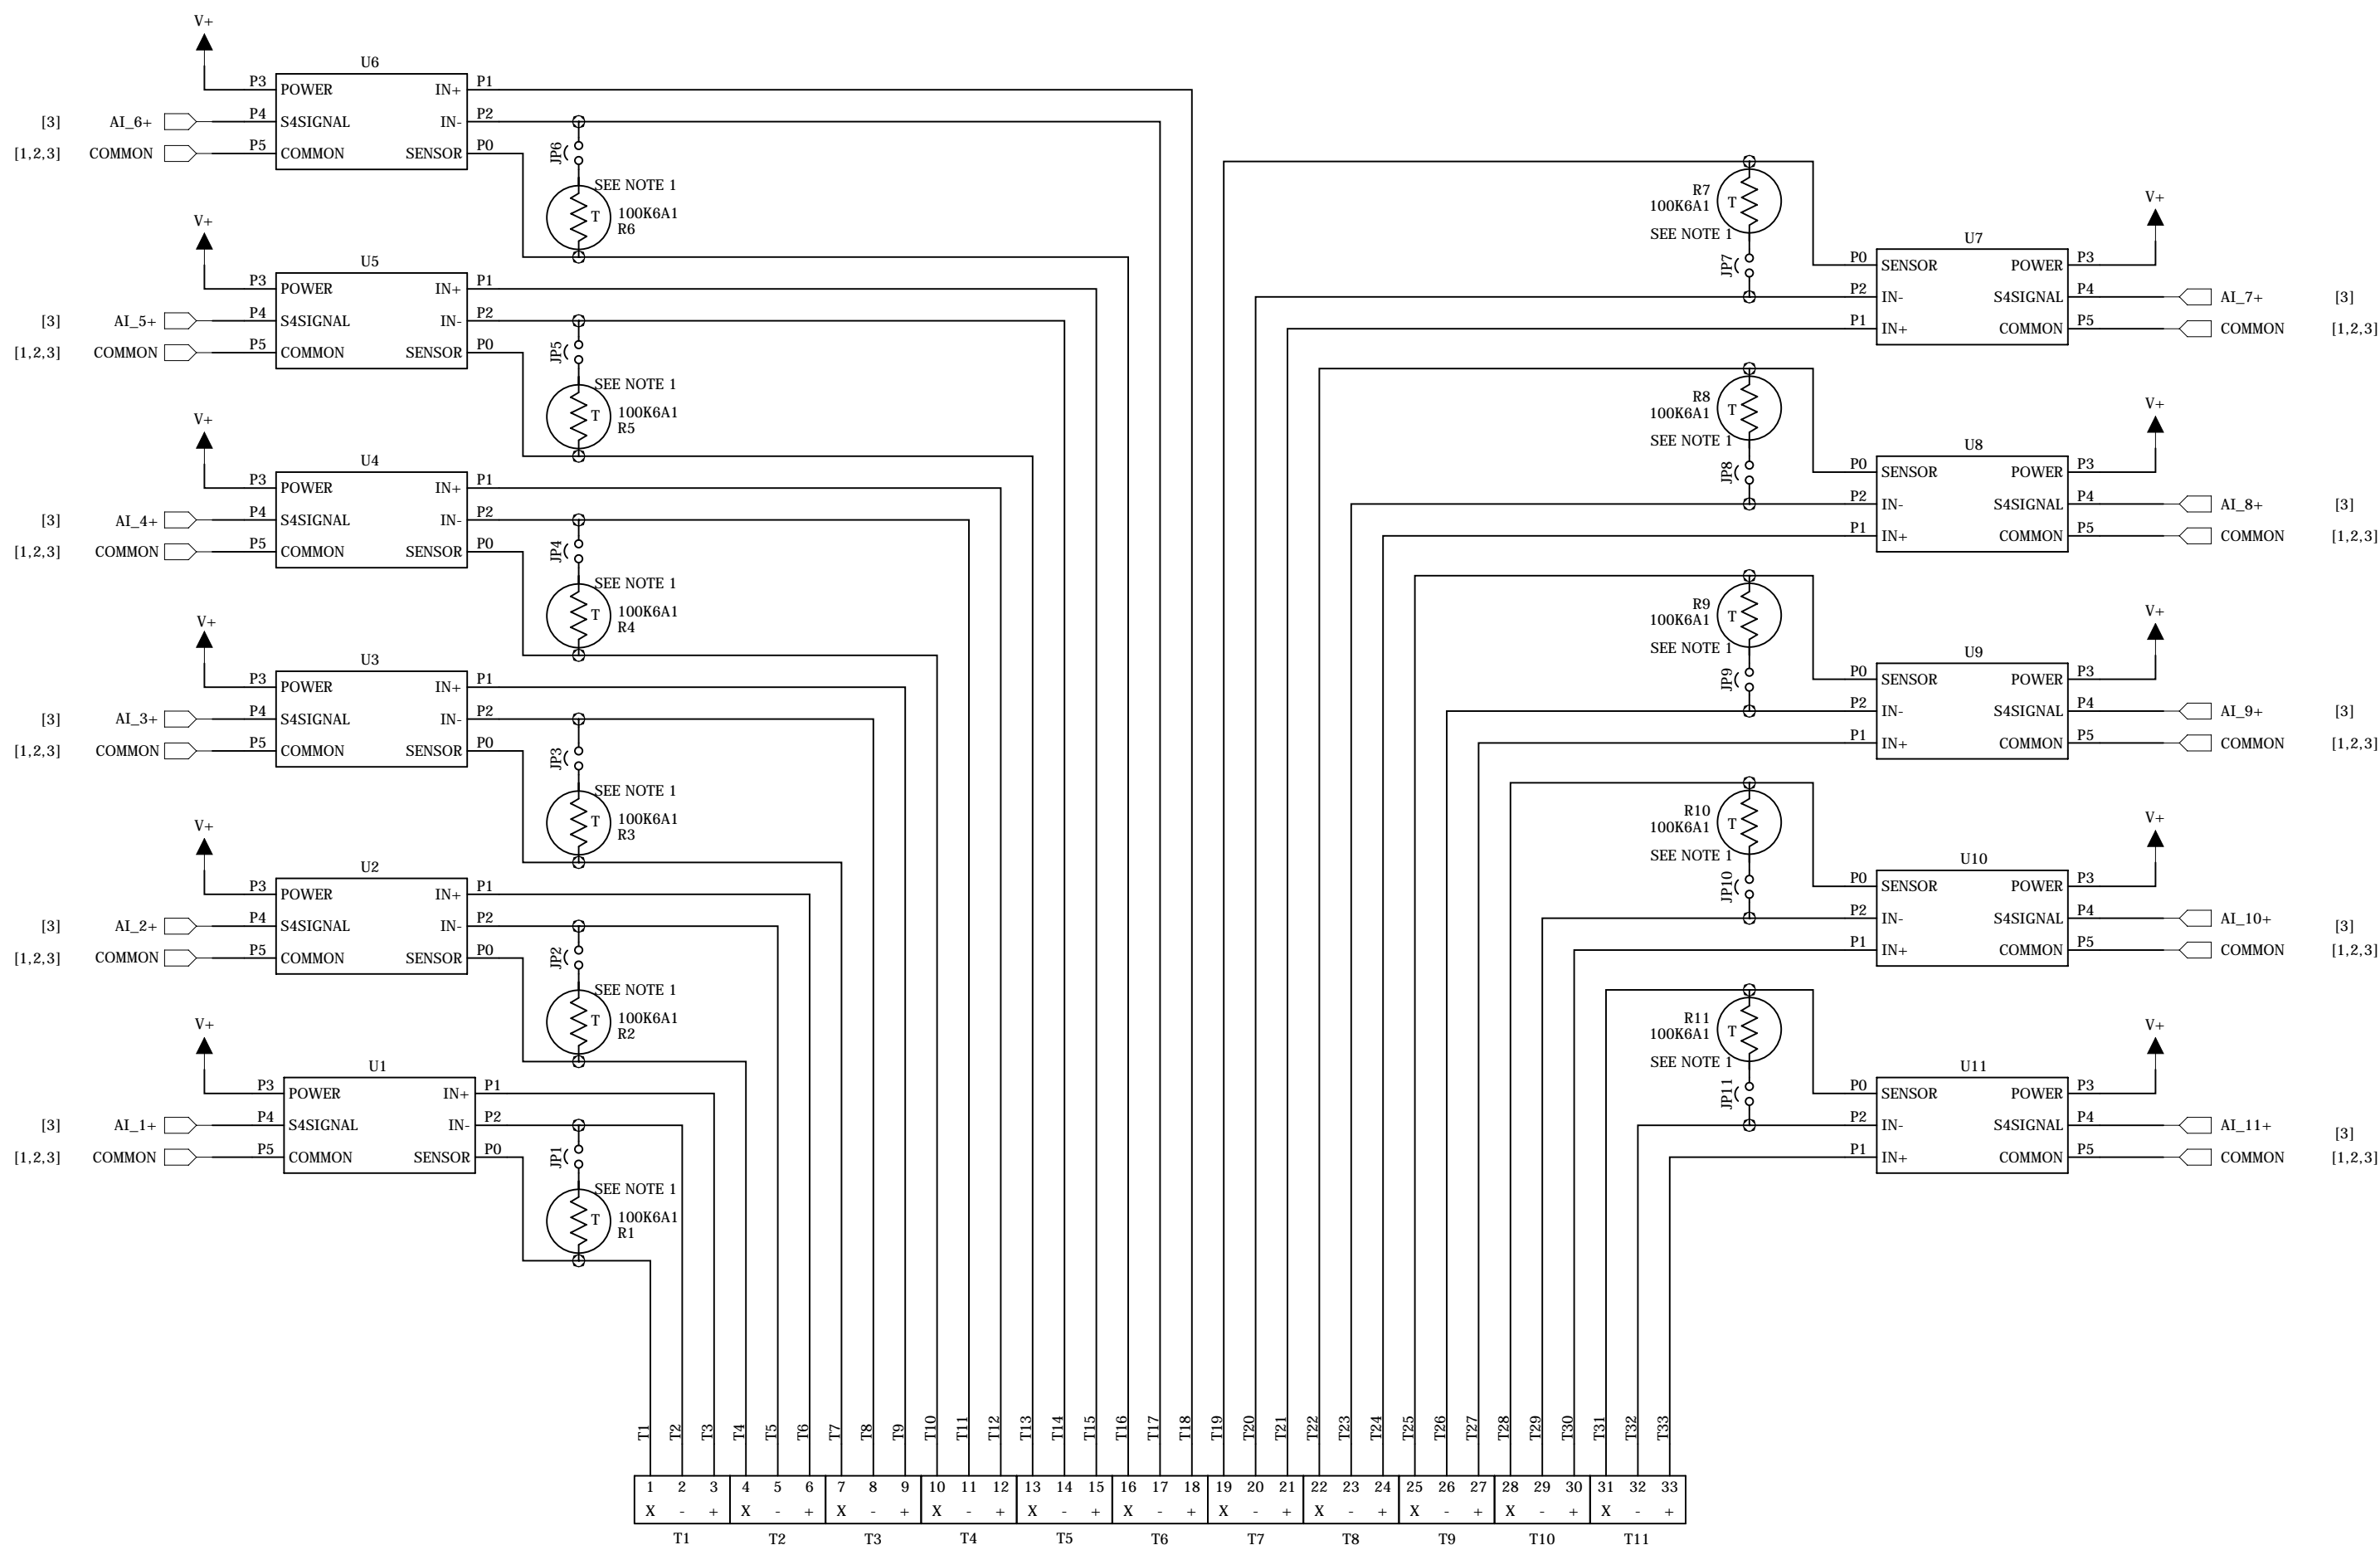 V+
U6
P3 POWER IN+ P1
[3] AI_6+ P4 S4SIGNAL IN- P2
[1,2,3] COMMON P5 COMMON SENSOR P0
JP6
SEE NOTE 1
100K6A1
R6
V+
U5
P3 POWER IN+ P1
[3] AI_5+ P4 S4SIGNAL IN- P2
[1,2,3] COMMON P5 COMMON SENSOR P0
JP5
SEE NOTE 1
T 100K6A1
R5
V+
U4
P3 POWER IN+ P1
[3] AI_4+ P4 S4SIGNAL IN- P2
[1,2,3] COMMON P5 COMMON SENSOR P0
JP4
SEE NOTE 1
T 100K6A1
R4
V+
U3
P3 POWER IN+ P1
[3] AI_3+ P4 S4SIGNAL IN- P2
[1,2,3] COMMON P5 COMMON SENSOR P0
JP3
SEE NOTE 1
T 100K6A1
R3
V+
U2
P3 POWER IN+ P1
[3] AI_2+ P4 S4SIGNAL IN- P2
[1,2,3] COMMON P5 COMMON SENSOR P0
JP2
SEE NOTE 1
T 100K6A1
R2
V+
U1
P3 POWER IN+ P1
[3] AI_1+ P4 S4SIGNAL IN- P2
[1,2,3] COMMON P5 COMMON SENSOR P0
JP1
SEE NOTE 1
T 100K6A1
R1
R7
100K6A1 T
SEE NOTE 1
JP7
V+
U7
P0 SENSOR POWER P3
P2 IN- S4SIGNAL P4 AI_7+ [3]
P1 IN+ COMMON P5 COMMON [1,2,3]
R8
100K6A1 T
SEE NOTE 1
JP8
V+
U8
P0 SENSOR POWER P3
P2 IN- S4SIGNAL P4 AI_8+ [3]
P1 IN+ COMMON P5 COMMON [1,2,3]
R9
100K6A1 T
SEE NOTE 1
JP9
V+
U9
P0 SENSOR POWER P3
P2 IN- S4SIGNAL P4 AI_9+ [3]
P1 IN+ COMMON P5 COMMON [1,2,3]
R10
100K6A1 T
SEE NOTE 1
JP10
V+
U10
P0 SENSOR POWER P3
P2 IN- S4SIGNAL P4 AI_10+ [3]
P1 IN+ COMMON P5 COMMON [1,2,3]
R11
100K6A1 T
SEE NOTE 1
JP11
V+
U11
P0 SENSOR POWER P3
P2 IN- S4SIGNAL P4 AI_11+ [3]
P1 IN+ COMMON P5 COMMON [1,2,3]
T1 T2 T3 T4 T5 T6 T7 T8 T9 T10 T11 T12 T13 T14 T15 T16 T17 T18 T19 T20 T21 T22 T23 T24 T25 T26 T27 T28 T29 T30 T31 T32 T33
1 2 3 4 5 6 7 8 9 10 11 12 13 14 15 16 17 18 19 20 21 22 23 24 25 26 27 28 29 30 31 32 33
X - + X - + X - + X - + X - + X - + X - + X - + X - + X - + X - +
T1 T2 T3 T4 T5 T6 T7 T8 T9 T10 T11